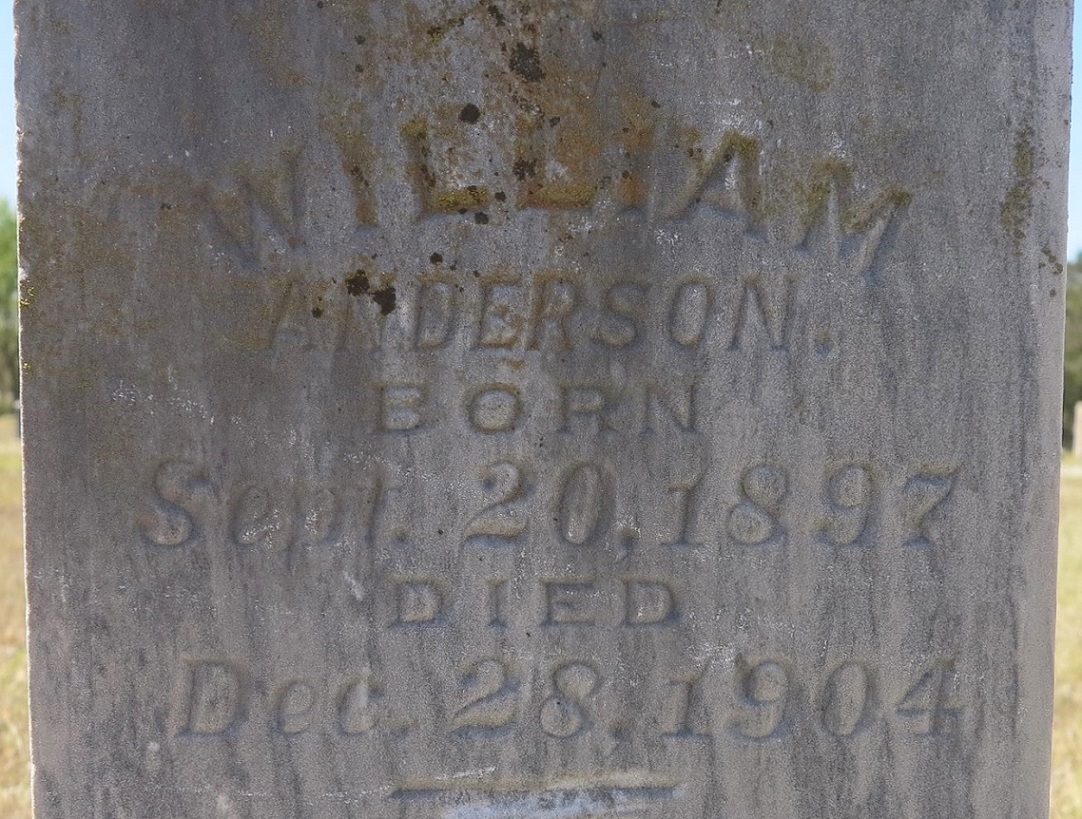 WILLIAM
ANDERSON.
BORN
Sept. 20, 1897
DIED
Dec. 28, 1904